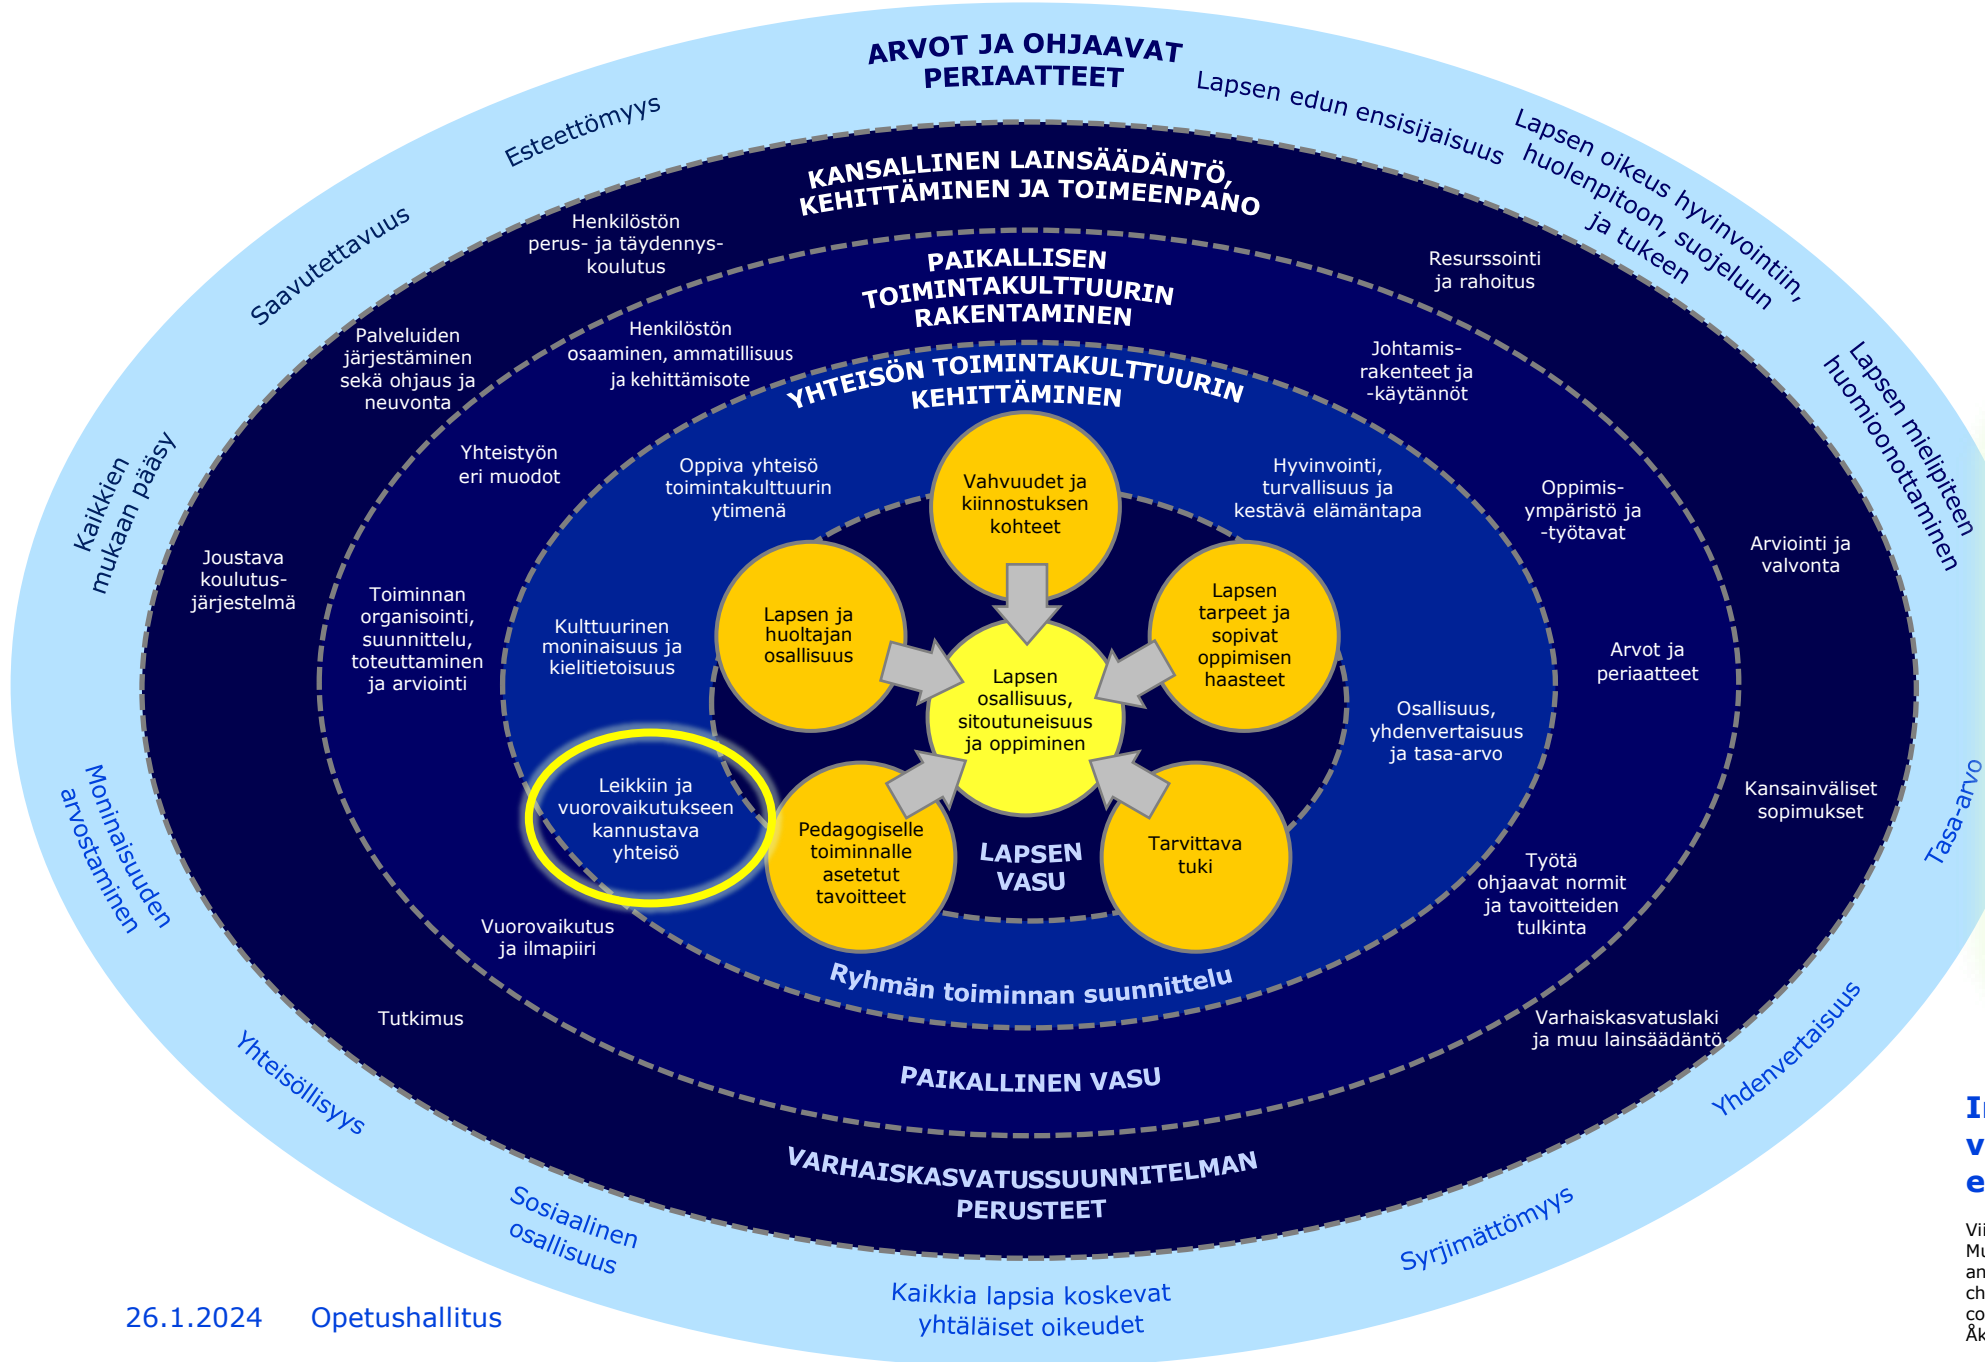 ARVOT JA OHJAAVAT
PERIAATTEET
Lapsen edun ensisijaisuus
Lapsen oikeus hyvinvointiin,
huolenpitoon, suojeluun
ja tukeen
Lapsen mielipiteen
huomioonottaminen
Tasa-arvo
Yhdenvertaisuus
Syrjimättömyys
Kaikkia lapsia koskevat
yhtäläiset oikeudet
Sosiaalinen
osallisuus
Yhteisöllisyys
Moninaisuuden
arvostaminen
Kaikkien
mukaan pääsy
Saavutettavuus
Esteettömyys
KANSALLINEN LAINSÄÄDÄNTÖ,
KEHITTÄMINEN JA TOIMEENPANO
Resurssointi
ja rahoitus
Arviointi ja
valvonta
Kansainväliset
sopimukset
Varhaiskasvatuslaki
ja muu lainsäädäntö
VARHAISKASVATUSSUUNNITELMAN
PERUSTEET
Tutkimus
Joustava
koulutus-
järjestelmä
Palveluiden
järjestäminen
sekä ohjaus ja
neuvonta
Henkilöstön
perus- ja täydennys-
koulutus
PAIKALLISEN
TOIMINTAKULTTUURIN
RAKENTAMINEN
Johtamis-
rakenteet ja
-käytännöt
Oppimis-
ympäristö ja
-työtavat
Arvot ja
periaatteet
Työtä
ohjaavat normit
ja tavoitteiden
tulkinta
PAIKALLINEN VASU
Vuorovaikutus
ja ilmapiiri
Toiminnan
organisointi,
suunnittelu,
toteuttaminen
ja arviointi
Yhteistyön
eri muodot
Henkilöstön
osaaminen, ammatillisuus
ja kehittämisote
YHTEISÖN TOIMINTAKULTTUURIN
KEHITTÄMINEN
Hyvinvointi,
turvallisuus ja
kestävä elämäntapa
Osallisuus,
yhdenvertaisuus
ja tasa-arvo
Ryhmän toiminnan suunnittelu
Leikkiin ja
vuorovaikutukseen
kannustava
yhteisö
Kulttuurinen
moninaisuus ja
kielitietoisuus
Oppiva yhteisö
toimintakulttuurin
ytimenä
Vahvuudet ja
kiinnostuksen
kohteet
Lapsen
tarpeet ja
sopivat
oppimisen
haasteet
Tarvittava
tuki
Pedagogiselle
toiminnalle
asetetut
tavoitteet
Lapsen ja
huoltajan
osallisuus
Lapsen
osallisuus,
sitoutuneisuus
ja oppiminen
LAPSEN
VASU
26.1.2024 Opetushallitus